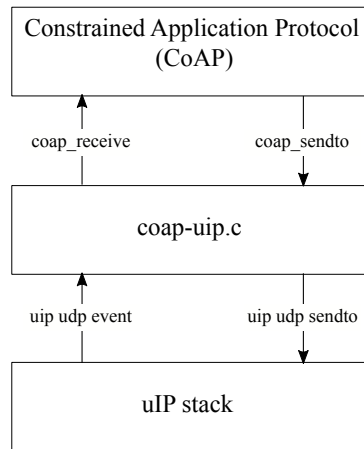 Constrained Application Protocol
(CoAP)
coap_receive
coap_sendto
coap-uip.c
uip udp event
uip udp sendto
uIP stack